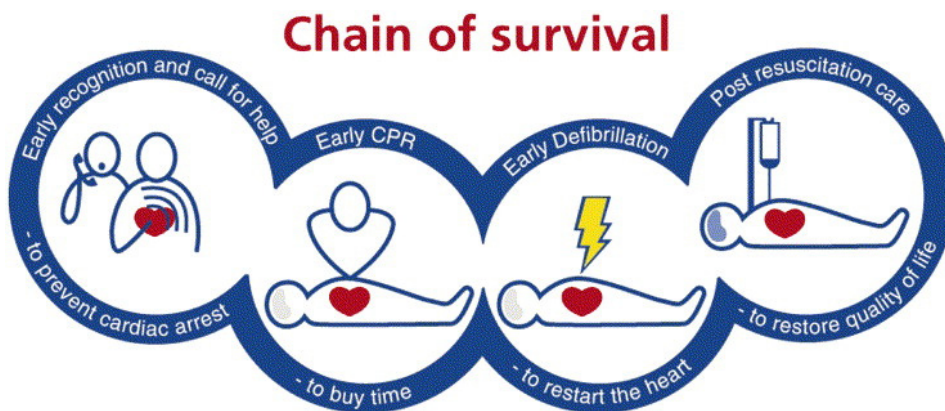 Chain of survival
Early recognition and call for help
- to prevent cardiac arrest
Early CPR
- to buy time
Early Defibrillation
- to restart the heart
Post resuscitation care
- to restore quality of life